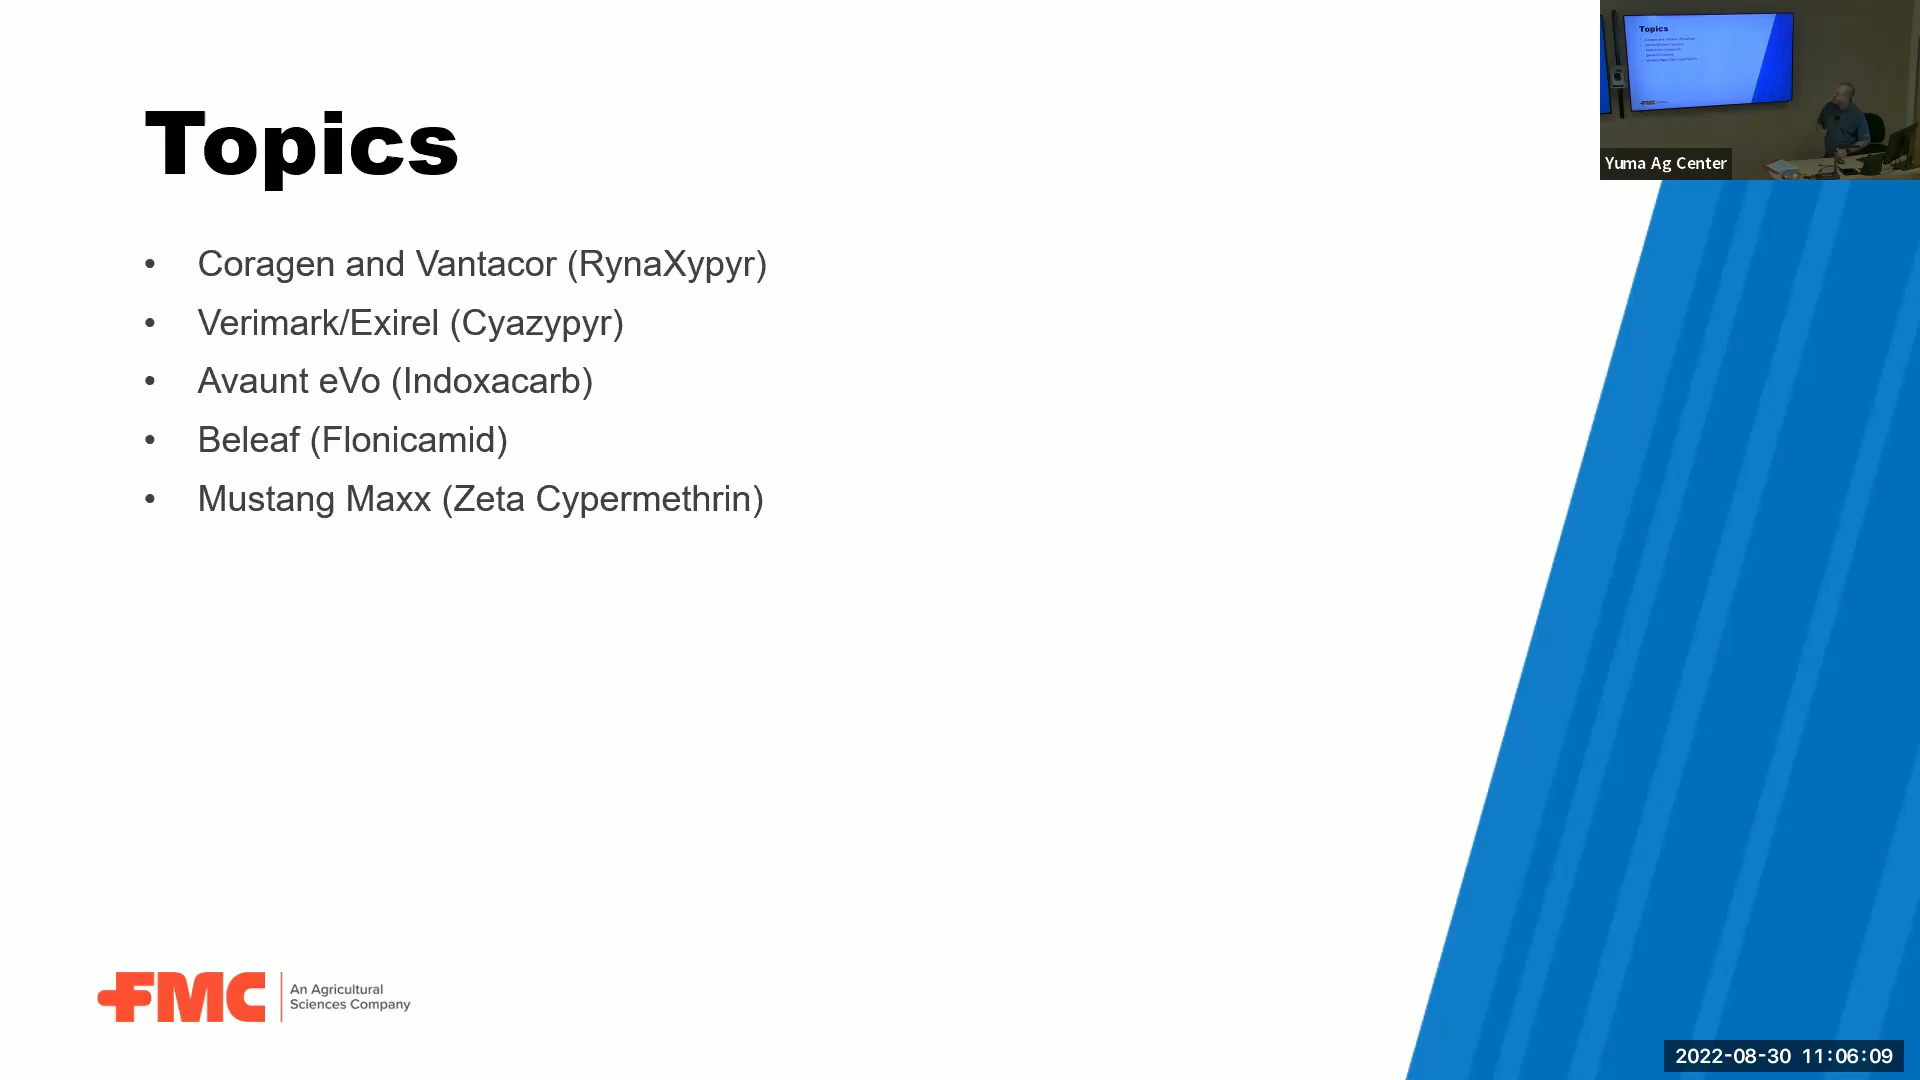 Topics
• Coragen and Vantacor (RynaXypyr)
• Verimark/Exirel (Cyazypyr)
• Avaunt eVo (Indoxacarb)
• Beleaf (Flonicamid)
• Mustang Maxx (Zeta Cypermethrin)
FMC
An Agricultural
Sciences Company
Topics
Yuma Ag Center
2022-08-30 11:06:09